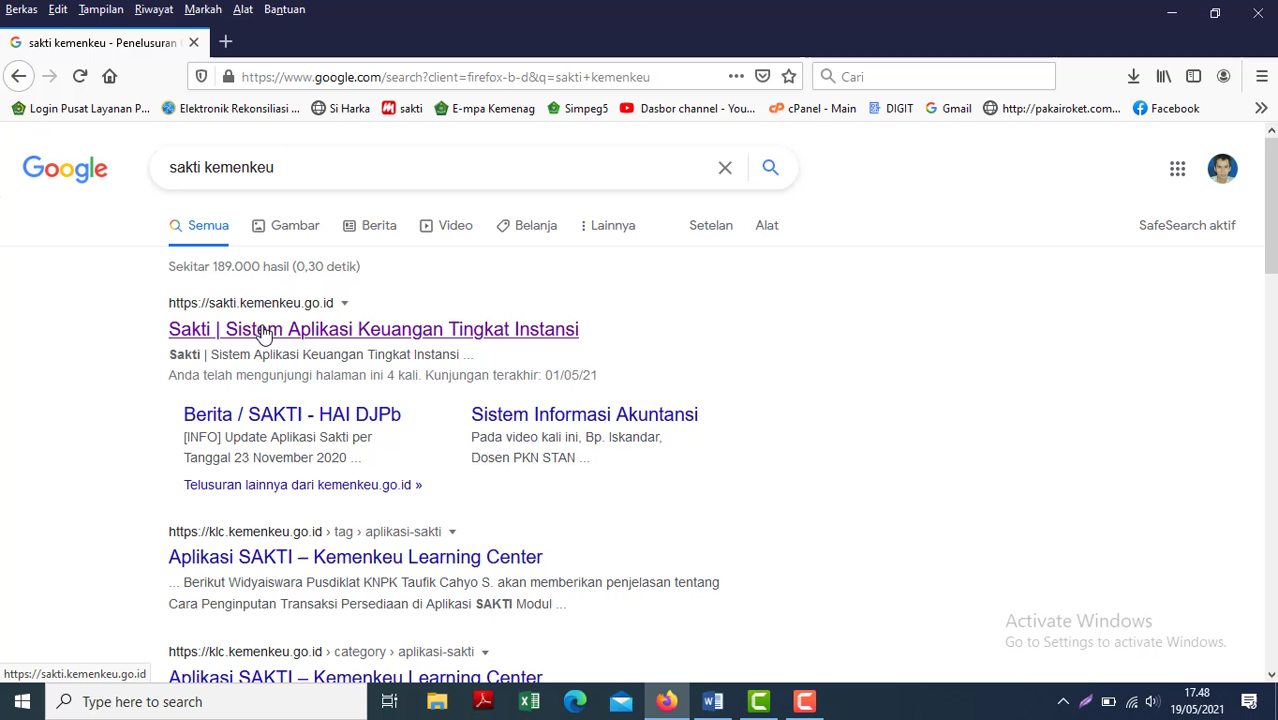 Berkas Edit Tampilan Riwayat Markah Alat Bantuan
sakti kemenkeu - Penelusuran
https://www.google.com/search?client=firefox-b-d&q=sakti+kemenkeu
Cari
Login Pusat Layanan P... Elektronik Rekonsiliasi ... Si Harka sakti E-mpa Kemenag Simpeg5 Dasbor channel - You... cPanel - Main DIGIT Gmail http://pakairoket.com... Facebook
Google
sakti kemenkeu
Semua Gambar Berita Video Belanja Lainnya Setelan Alat SafeSearch aktif
Sekitar 189.000 hasil (0,30 detik)
https://sakti.kemenkeu.go.id
Sakti | Sistem Aplikasi Keuangan Tingkat Instansi
Sakti | Sistem Aplikasi Keuangan Tingkat Instansi ...
Anda telah mengunjungi halaman ini 4 kali. Kunjungan terakhir: 01/05/21
Berita / SAKTI - HAI DJPb
[INFO] Update Aplikasi Sakti per
Tanggal 23 November 2020 ...
Sistem Informasi Akuntansi
Pada video kali ini, Bp. Iskandar,
Dosen PKN STAN ...
Telusuran lainnya dari kemenkeu.go.id »
https://klc.kemenkeu.go.id › tag › aplikasi-sakti
Aplikasi SAKTI – Kemenkeu Learning Center
... Berikut Widyaiswara Pusdiklat KNPK Taufik Cahyo S. akan memberikan penjelasan tentang
Cara Penginputan Transaksi Persediaan di Aplikasi SAKTI Modul ...
https://klc.kemenkeu.go.id › category › aplikasi-sakti
Aplikasi SAKTI – Kemenkeu Learning Center
Activate Windows
Go to Settings to activate Windows.
https://sakti.kemenkeu.go.id
Type here to search
17.48
19/05/2021